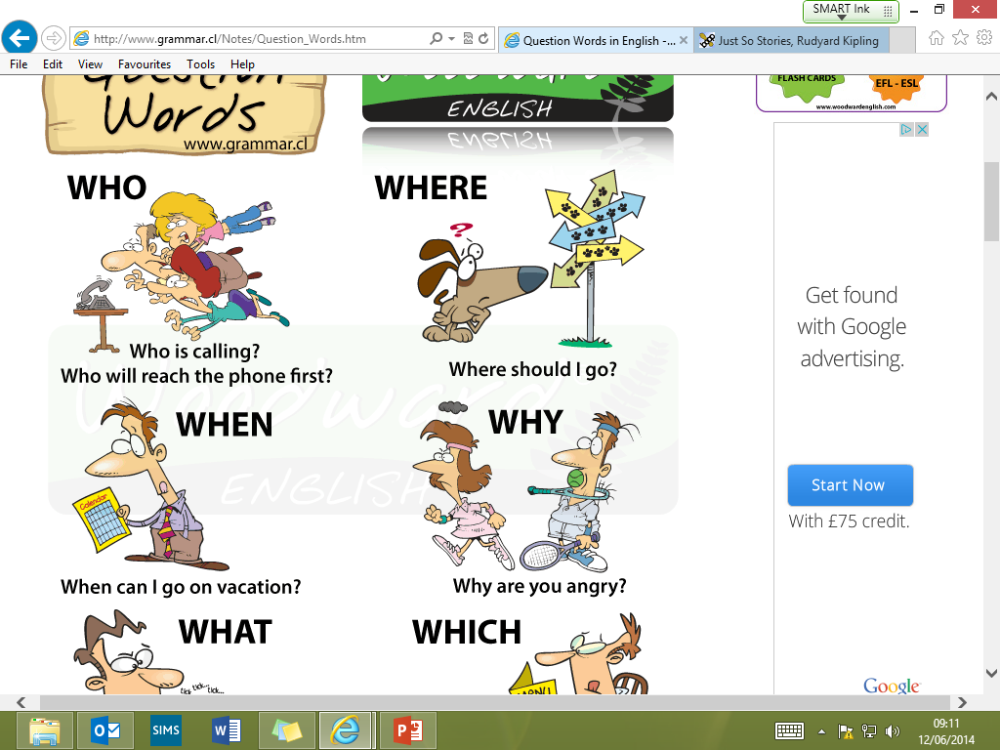 SMART Ink
http://www.grammar.cl/Notes/Question_Words.htm
Question Words in English -...
Just So Stories, Rudyard Kipling
File Edit View Favourites Tools Help
Question
Words
www.grammar.cl
Woodward
ENGLISH
ENGLISH
FLASH CARDS
EFL - ESL
www.woodwardenglish.com
WHO
WHERE
?
Who is calling?
Who will reach the phone first?
Where should I go?
Woodward
ENGLISH
WHEN
WHY
Calendar
When can I go on vacation?
Why are you angry?
WHAT
WHICH
tick tick...
tick...
MENU
Get found
with Google
advertising.
Start Now
With £75 credit.
Google
SIMS
09:11
12/06/2014